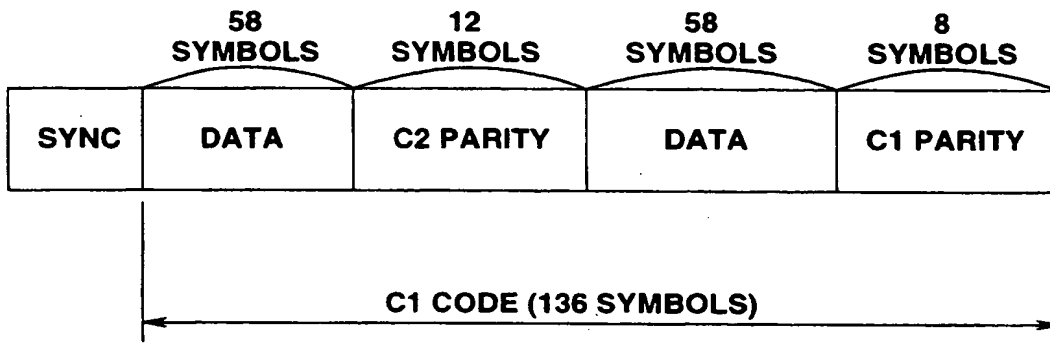 58
SYMBOLS
12
SYMBOLS
58
SYMBOLS
8
SYMBOLS
SYNC
DATA
C2 PARITY
DATA
C1 PARITY
C1 CODE (136 SYMBOLS)